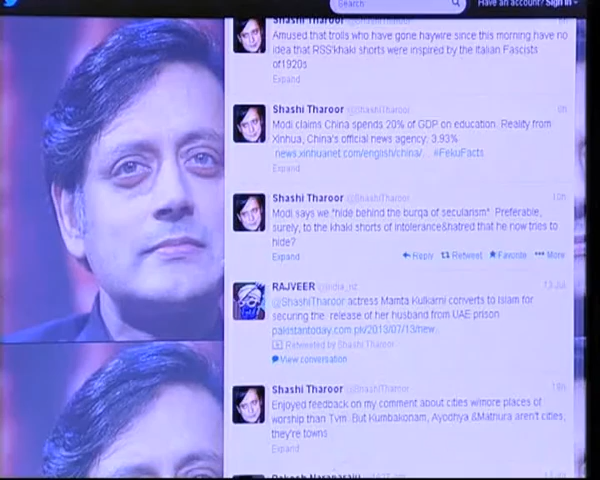 Search
Have an account? Sign in
Shashi Tharoor @ShashiTharoor
Amused that trolls who have gone haywire since this morning have no
idea that RSS'khaki shorts were inspired by the Italian Fascists
of1920s
Expand
Shashi Tharoor @ShashiTharoor
Modi claims China spends 20% of GDP on education. Reality from
Xinhua, China's official news agency: 3.93%
news.xinhuanet.com/english/china/... #FekuFacts
Expand
Shashi Tharoor @ShashiTharoor 10h
Modi says we "hide behind the burqa of secularism". Preferable,
surely, to the khaki shorts of intolerance&hatred that he now tries to
hide?
Expand Reply Retweet Favorite More
RAJVEER 13 Jul
@ShashiTharoor actress Mamta Kulkarni converts to Islam for
securing the release of her husband from UAE prison
pakistantoday.com.pk/2013/07/13/new...
Retweeted by Shashi Tharoor
View conversation
Shashi Tharoor @ShashiTharoor 19h
Enjoyed feedback on my comment about cities w/more places of
worship than Tvm. But Kumbakonam, Ayodhya &Mathura aren't cities;
they're towns
Expand